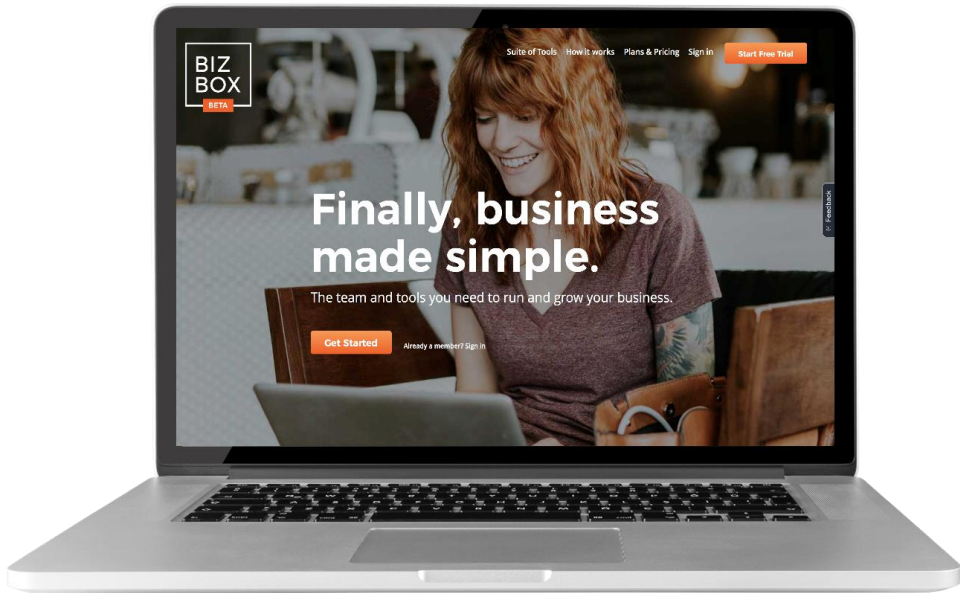 BIZ
BOX
BETA
Suite of Tools How it works Plans & Pricing Sign in Start Free Trial
Feedback
Finally, business
made simple.
The team and tools you need to run and grow your business.
Get Started Already a member? Sign in